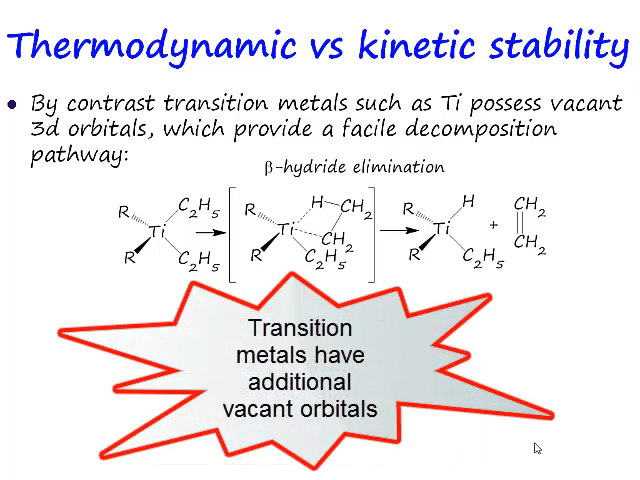 Thermodynamic vs kinetic stability
• By contrast transition metals such as Ti possess vacant
3d orbitals, which provide a facile decomposition
pathway:
β-hydride elimination
R R Ti C₂H₅ C₂H₅
R R Ti H CH₂ CH₂ C₂H₅
R R Ti H C₂H₅ + CH₂ CH₂
Transition
metals have
additional
vacant orbitals